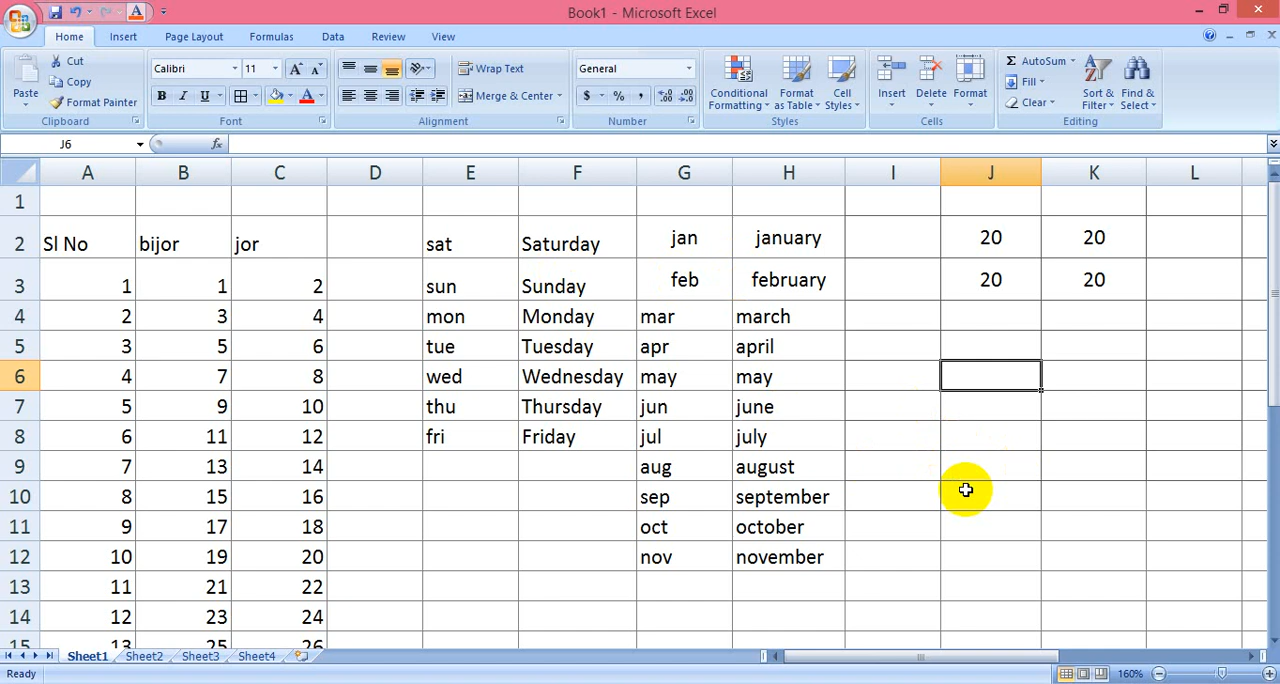 Book1 - Microsoft Excel
Home Insert Page Layout Formulas Data Review View
Paste Cut Copy Format Painter Clipboard
Calibri 11 B I U A Font
Wrap Text Merge & Center Alignment
General $ % , Number
Conditional Formatting Format as Table Cell Styles Styles
Insert Delete Format Cells
Σ AutoSum Fill Clear Sort & Filter Find & Select Editing
J6 fx
A B C D E F G H I J K L
1
2 Sl No bijor jor sat Saturday jan january 20 20
3 1 1 2 sun Sunday feb february 20 20
4 2 3 4 mon Monday mar march
5 3 5 6 tue Tuesday apr april
6 4 7 8 wed Wednesday may may
7 5 9 10 thu Thursday jun june
8 6 11 12 fri Friday jul july
9 7 13 14 aug august
10 8 15 16 sep september
11 9 17 18 oct october
12 10 19 20 nov november
13 11 21 22
14 12 23 24
15 13 25 26
Sheet1 Sheet2 Sheet3 Sheet4
Ready 160%